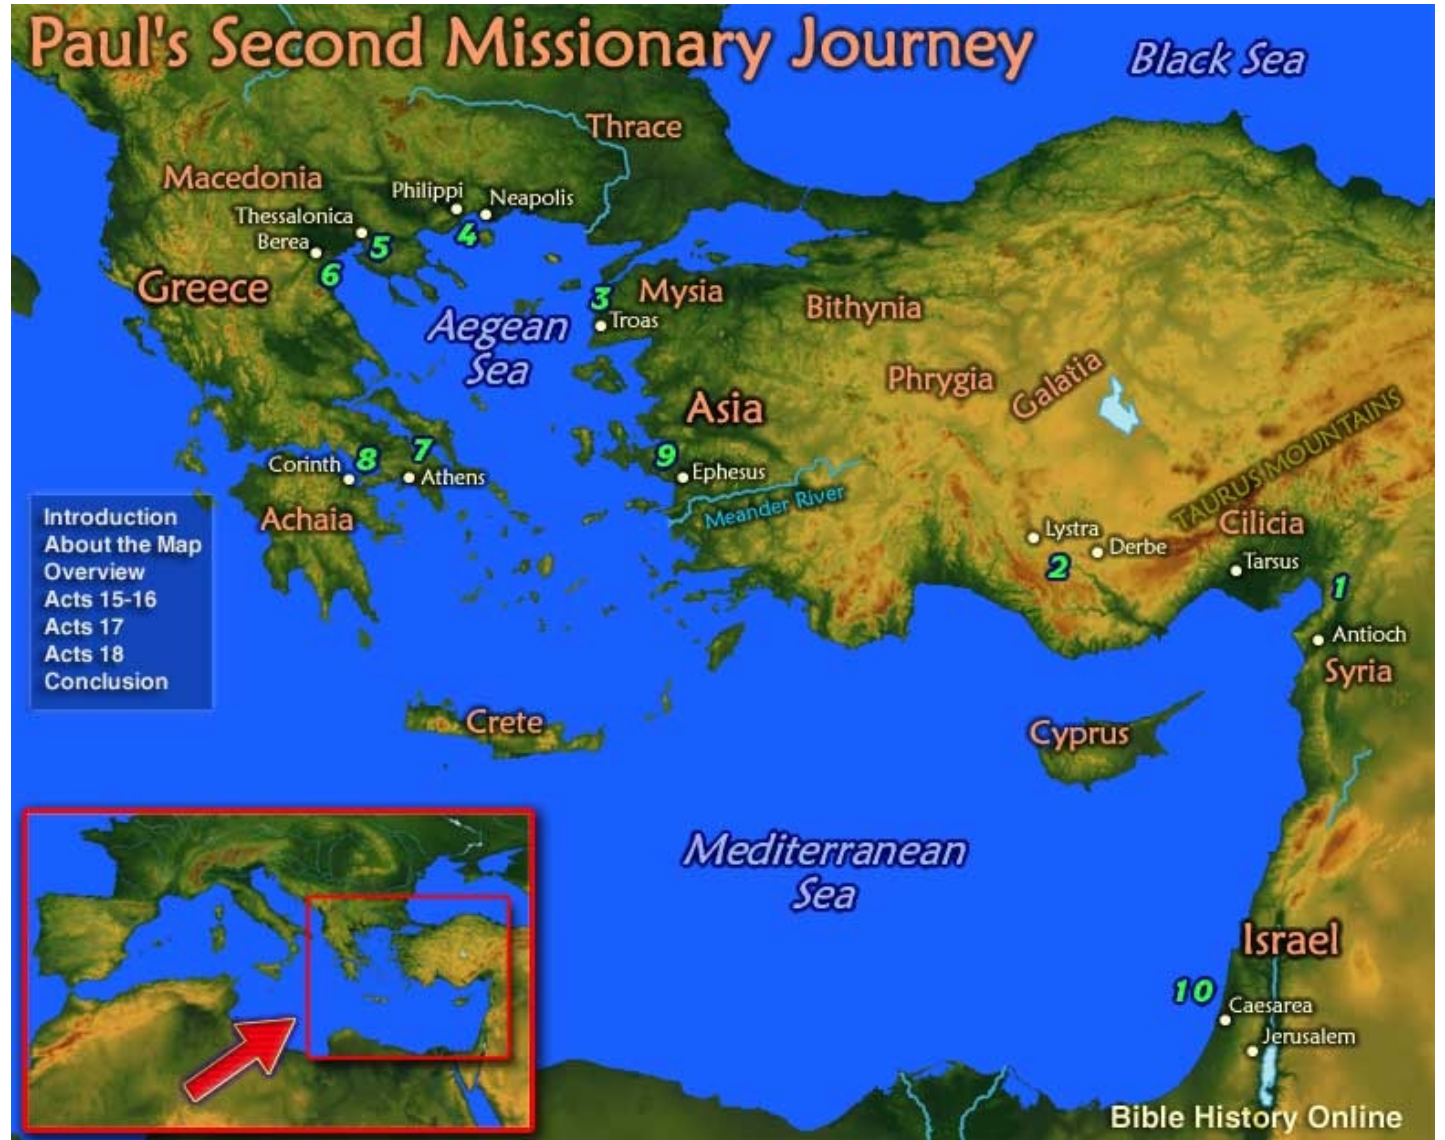 Paul's Second Missionary Journey
Black Sea
Thrace
Macedonia
Philippi
Neapolis
Thessalonica
4
Berea
5
6
Greece
3
Mysia
Troas
Bithynia
Aegean
Sea
Phrygia
Galatia
Asia
TAURUS MOUNTAINS
7
8
Corinth
Athens
9
Ephesus
Meander River
Achaia
Lystra
Derbe
2
Cilicia
Tarsus
1
Antioch
Syria
Introduction
About the Map
Overview
Acts 15-16
Acts 17
Acts 18
Conclusion
Crete
Cyprus
Mediterranean
Sea
Israel
10
Caesarea
Jerusalem
Bible History Online